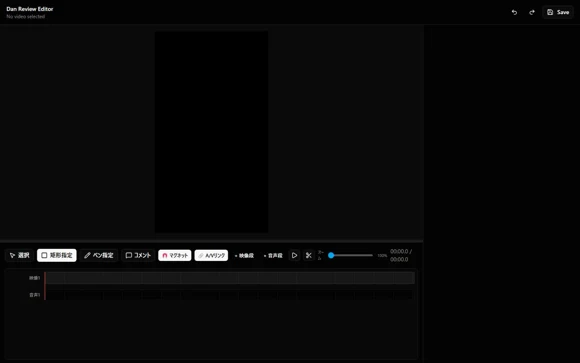 Dan Review Editor
No video selected
Save
選択
矩形指定
ペン指定
コメント
マグネット
A/Vリンク
+ 映像段
+ 音声段
100%
00:00.0 /
00:00.0
映像1
音声1